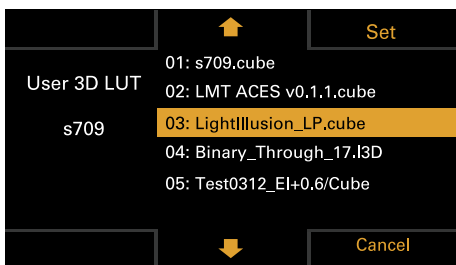 Set
User 3D LUT
s709
01: s709.cube
02: LMT ACES v0.1.1.cube
03: LightIllusion_LP.cube
04: Binary_Through_17.l3D
05: Test0312_EI+0.6/Cube
Cancel